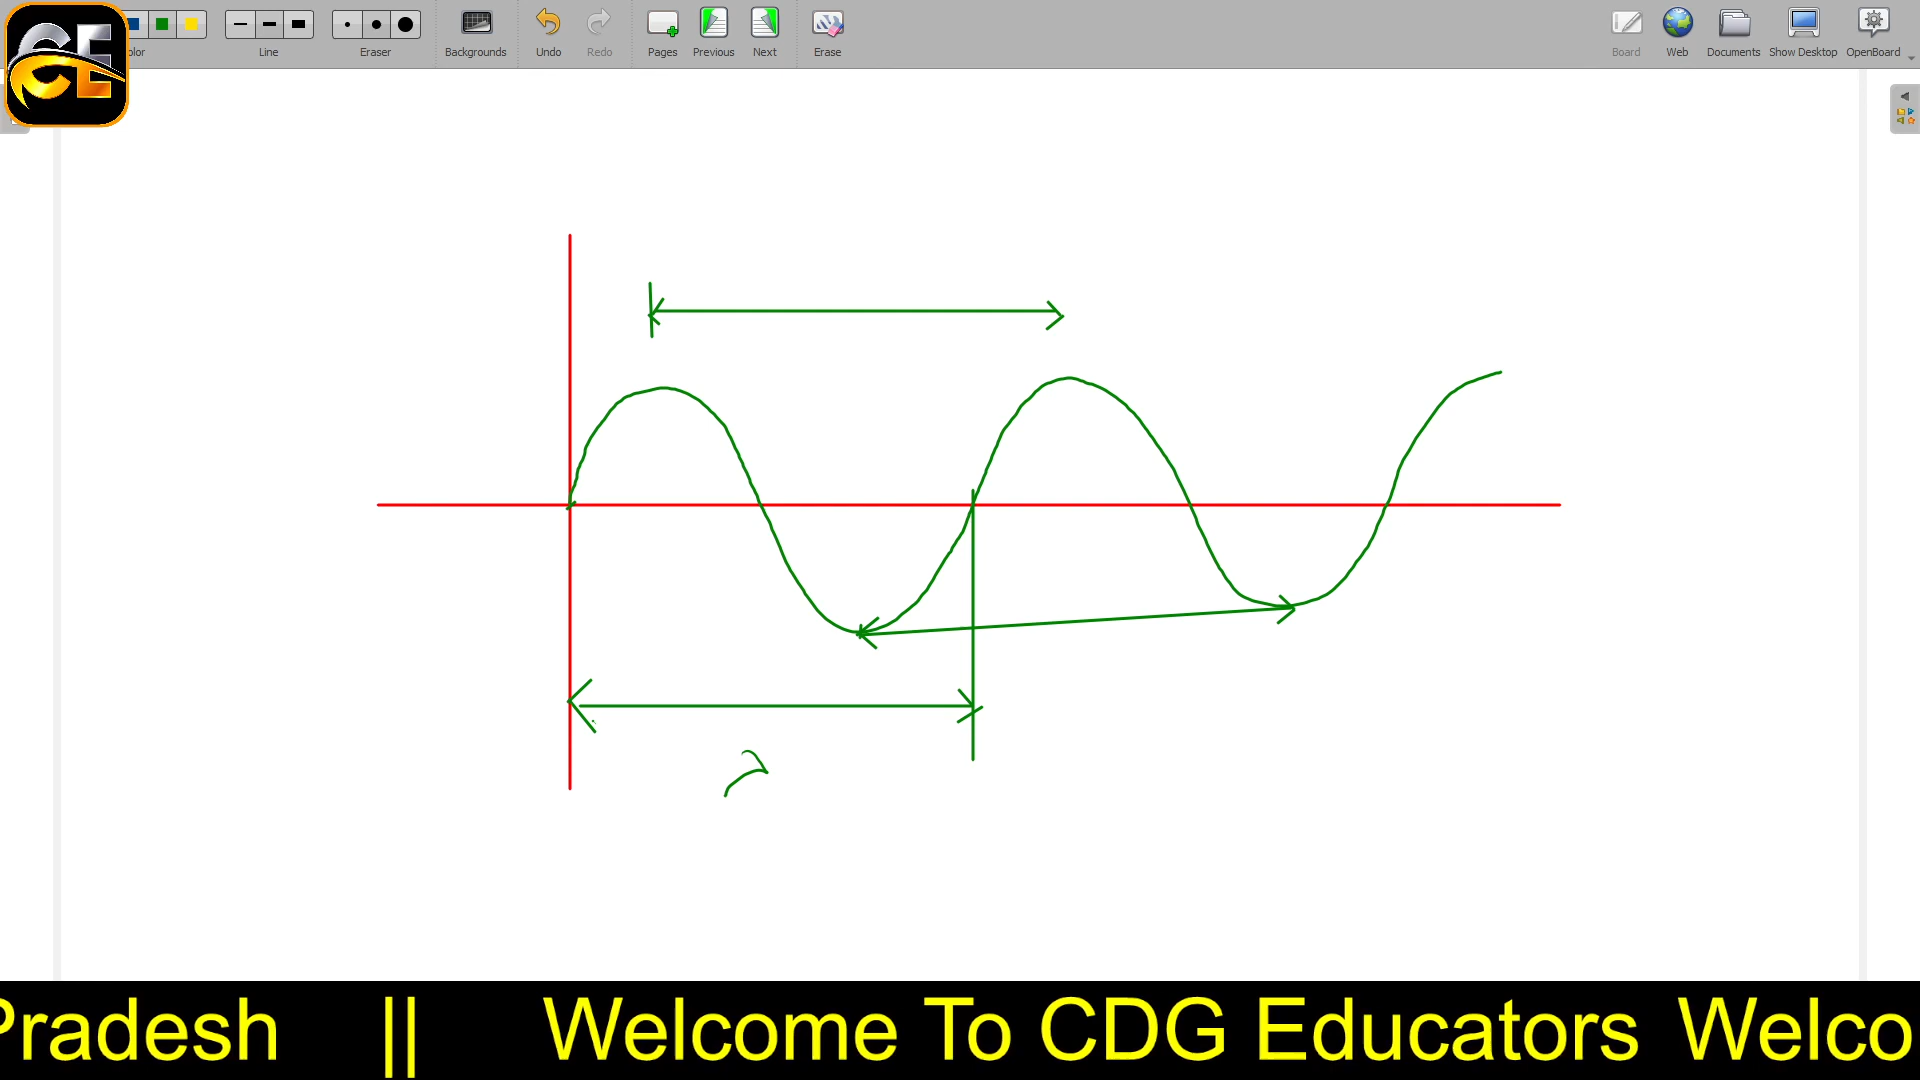 CE
olor
Line
Eraser
Backgrounds
Undo
Redo
Pages
Previous
Next
Erase
Board
Web
Documents
Show Desktop
OpenBoard
Pradesh || Welcome To CDG Educators Welco